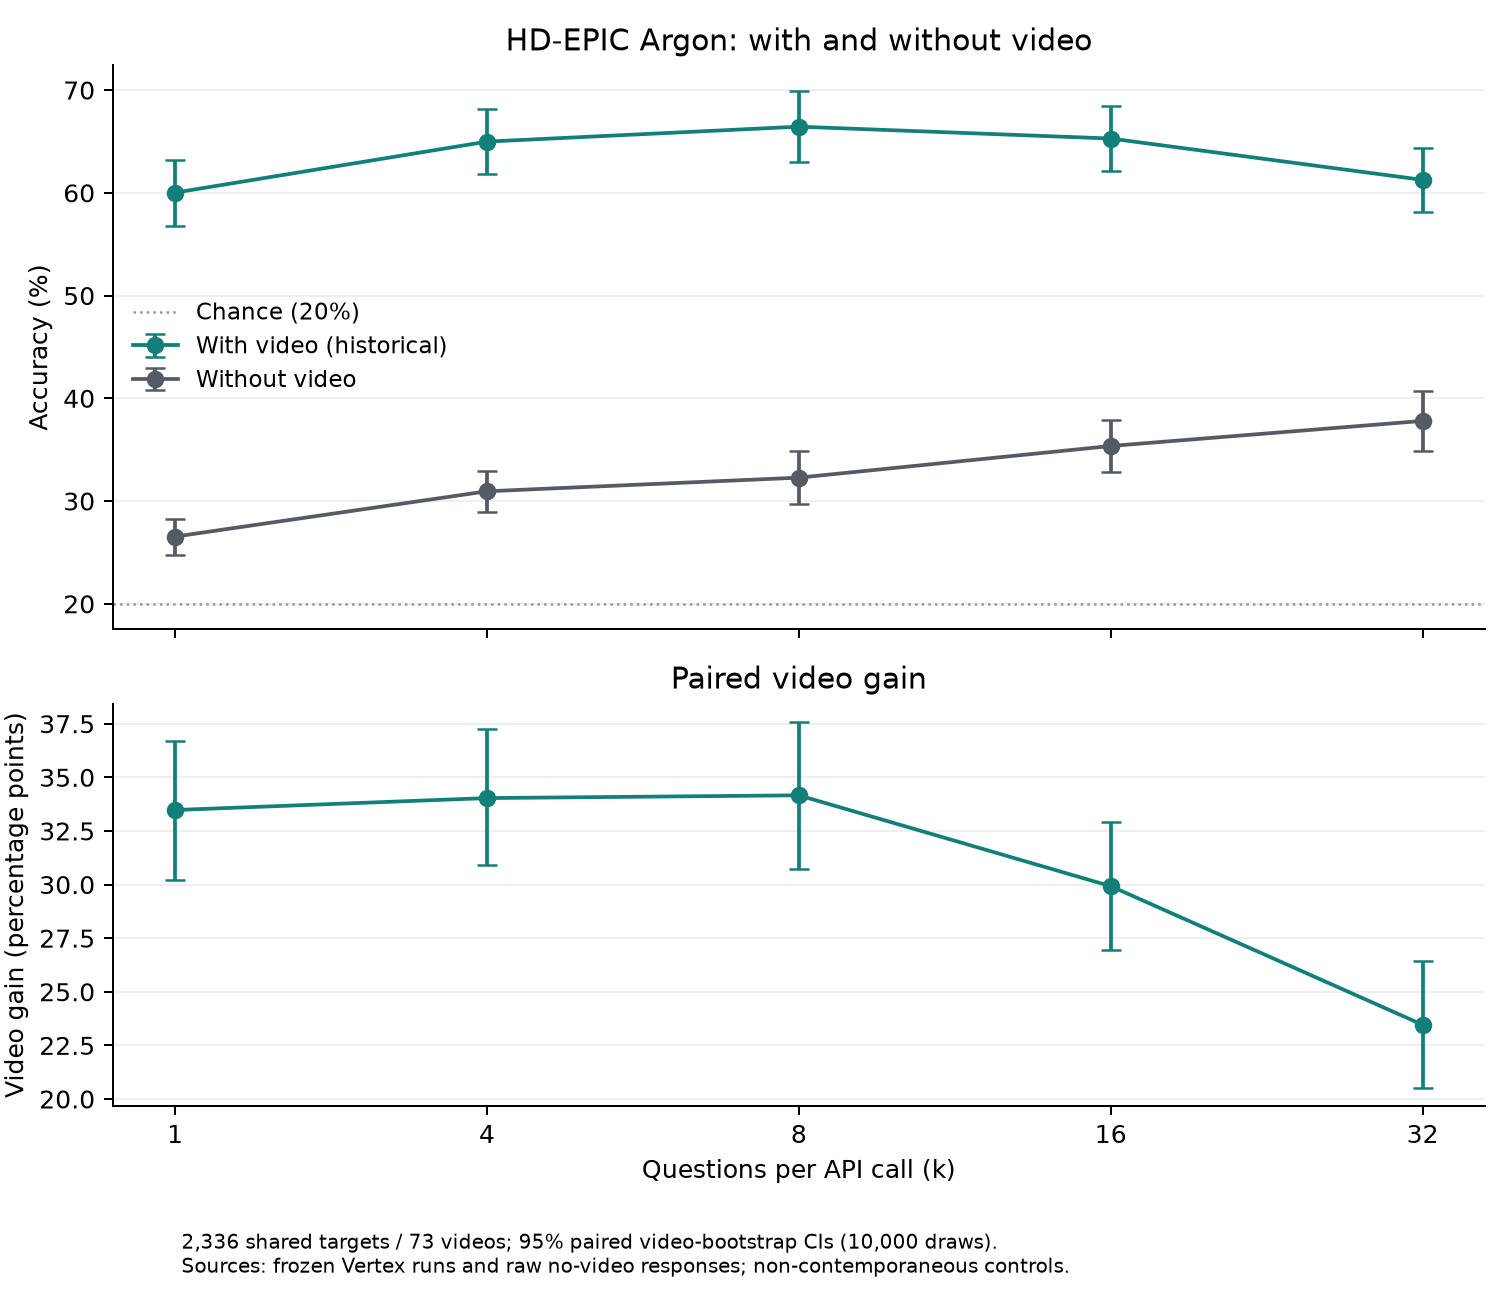 HD-EPIC Argon: with and without video
Accuracy (%)
70
60
50
40
30
20
Chance (20%)
With video (historical)
Without video
Paired video gain
Video gain (percentage points)
37.5
35.0
32.5
30.0
27.5
25.0
22.5
20.0
1 4 8 16 32
Questions per API call (k)
2,336 shared targets / 73 videos; 95% paired video-bootstrap CIs (10,000 draws).
Sources: frozen Vertex runs and raw no-video responses; non-contemporaneous controls.